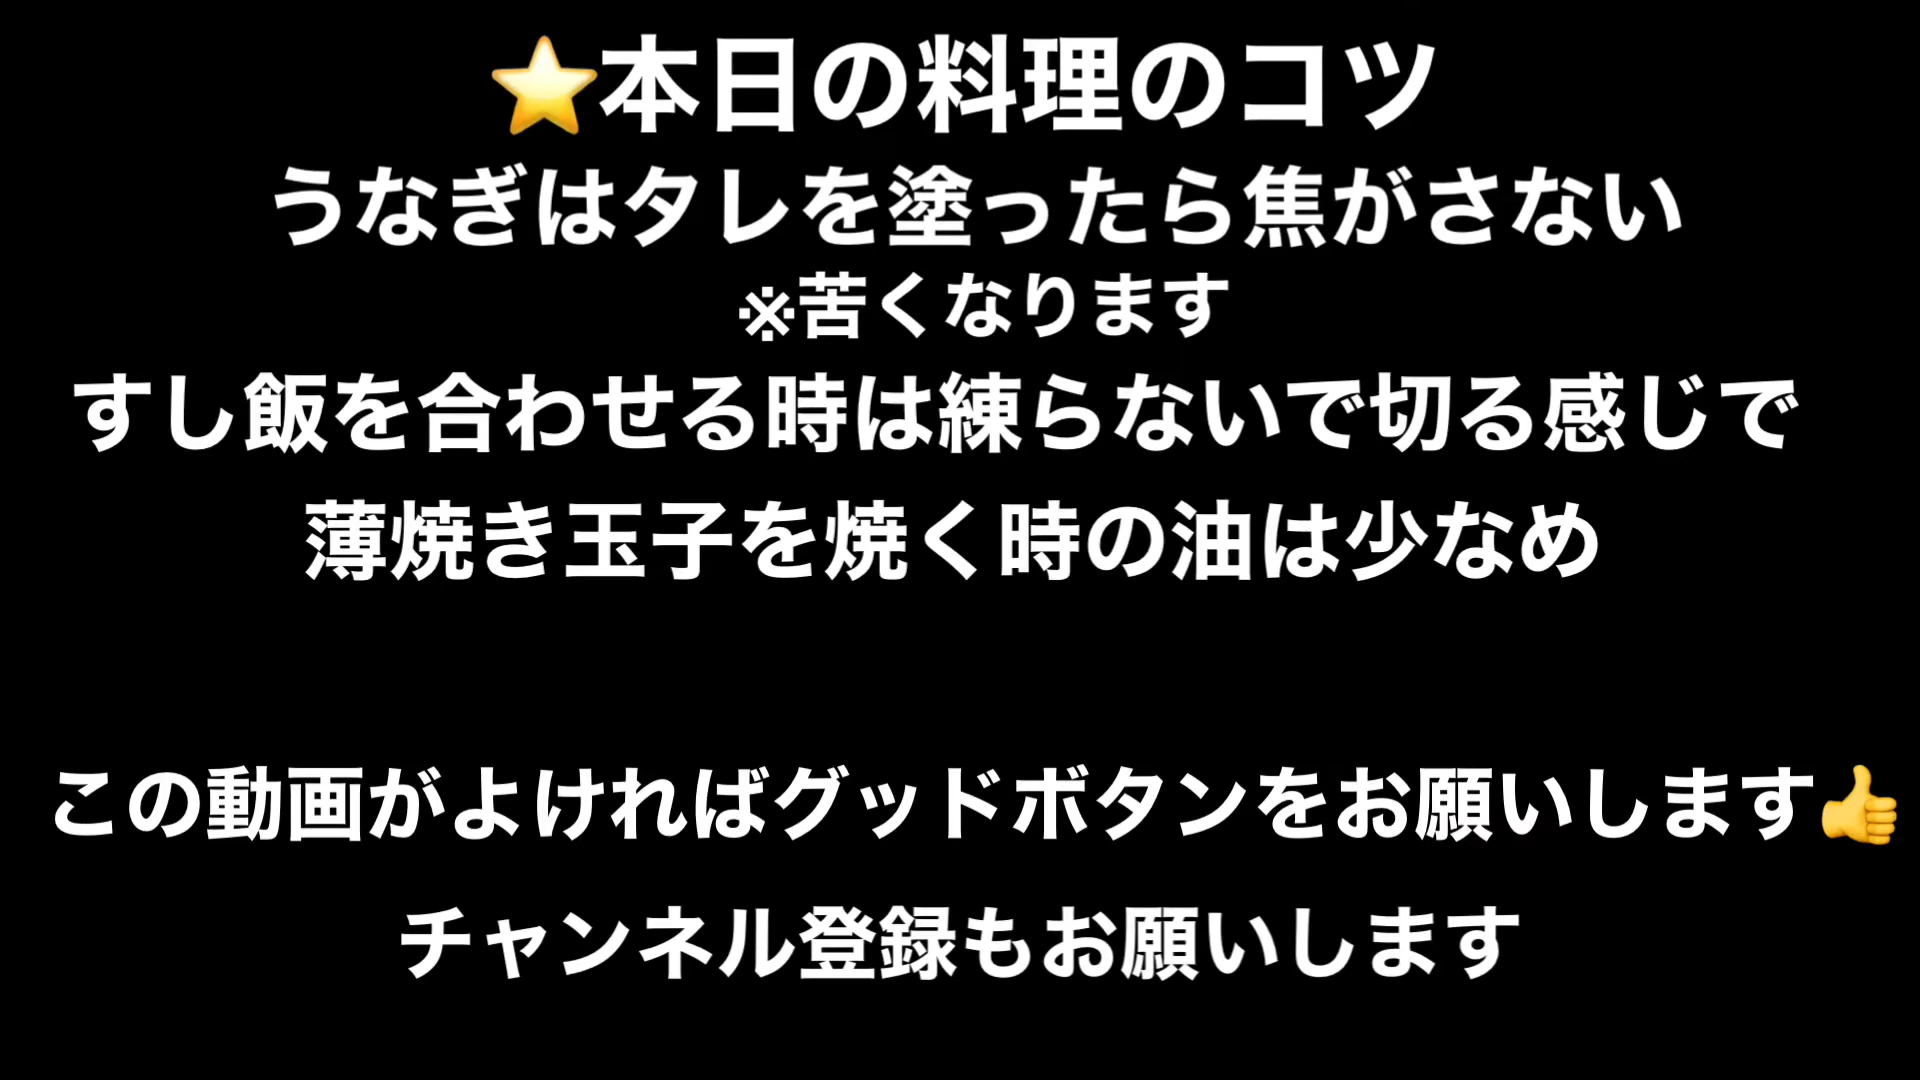 ⭐本日の料理のコツ
うなぎはタレを塗ったら焦がさない
※苦くなります
すし飯を合わせる時は練らないで切る感じで
薄焼き玉子を焼く時の油は少なめ
この動画がよければグッドボタンをお願いします👍
チャンネル登録もお願いします